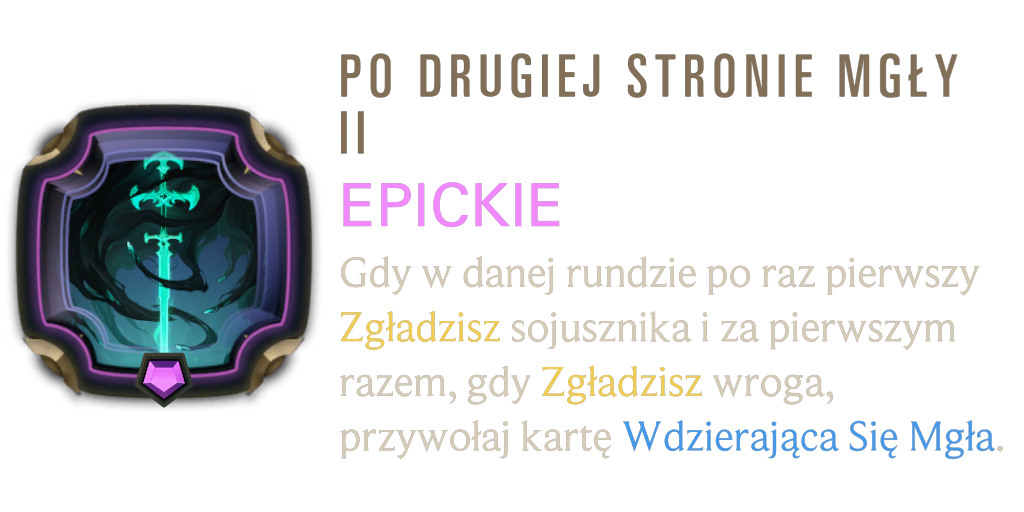 PO DRUGIEJ STRONIE MGŁY
II
EPICKIE
Gdy w danej rundzie po raz pierwszy
Zgładzisz sojusznika i za pierwszym
razem, gdy Zgładzisz wroga,
przywołaj kartę Wdzierająca Się Mgła.